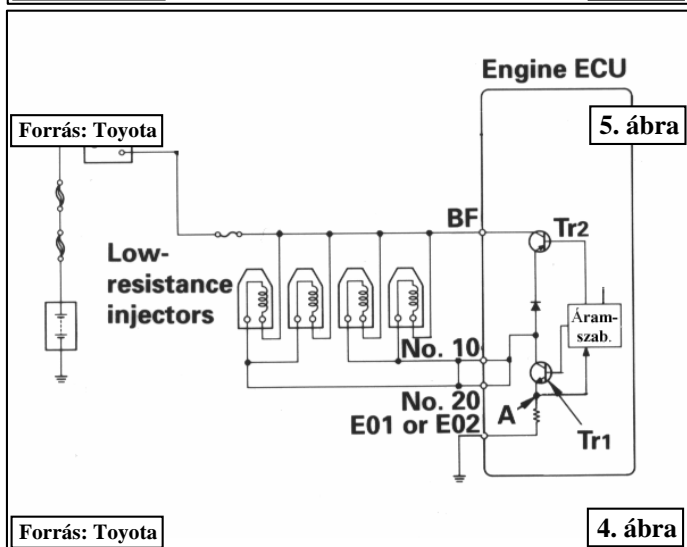 Engine ECU
Forrás: Toyota
5. ábra
BF
Tr2
Low-
resistance
injectors
Áram-
szab.
No. 10
No. 20
A
E01 or E02
Tr1
Forrás: Toyota
4. ábra